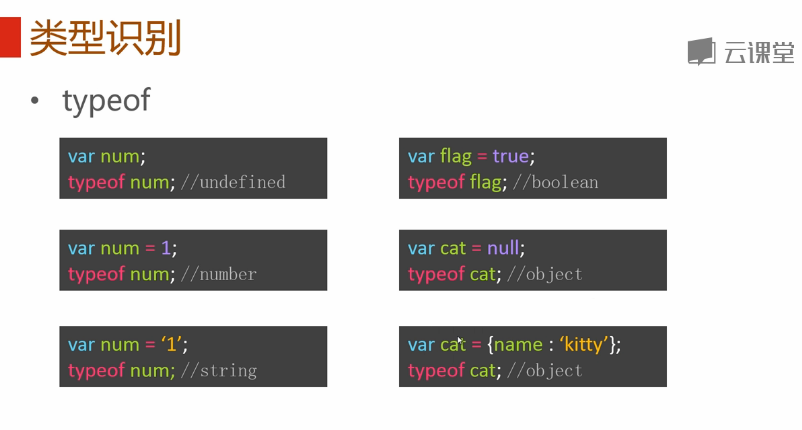 类型识别
云课堂
• typeof
var num;
typeof num; //undefined
var flag = true;
typeof flag; //boolean
var num = 1;
typeof num; //number
var cat = null;
typeof cat; //object
var num = ‘1’;
typeof num; //string
var cat = {name : ‘kitty’};
typeof cat; //object